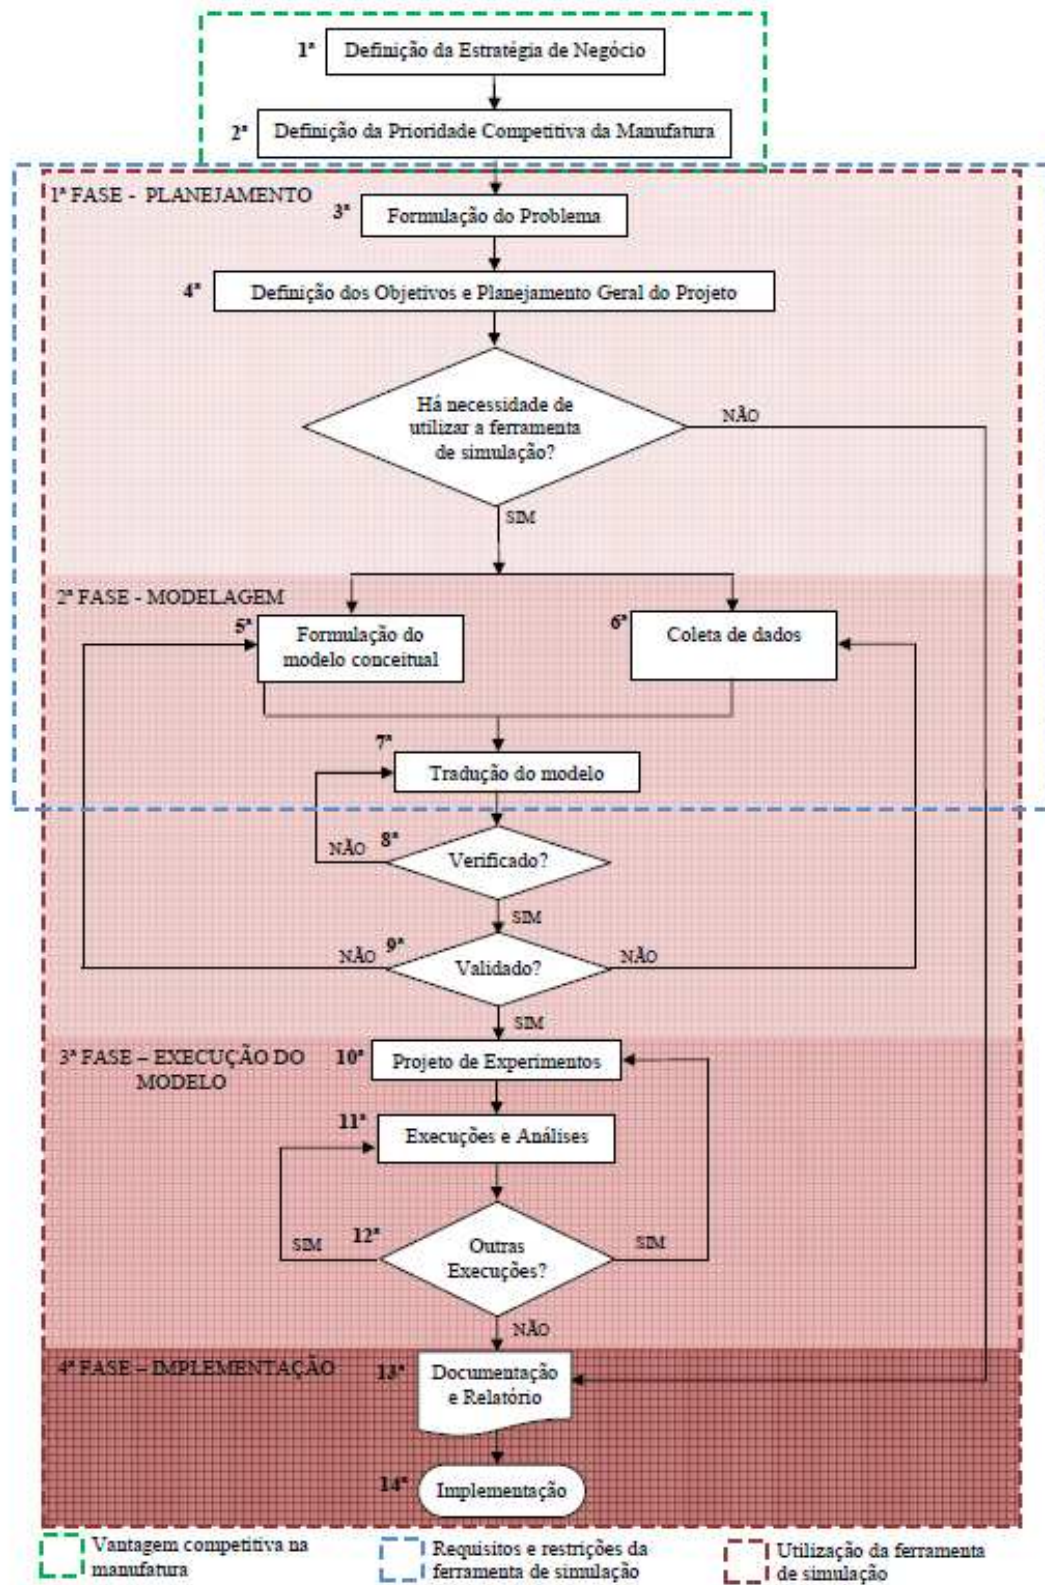 1ª
Definição da Estratégia de Negócio
2ª
Definição da Prioridade Competitiva da Manufatura
1ª FASE - PLANEJAMENTO
3ª
Formulação do Problema
4ª
Definição dos Objetivos e Planejamento Geral do Projeto
Há necessidade de
utilizar a ferramenta
de simulação?
NÃO
SIM
2ª FASE - MODELAGEM
5ª
Formulação do
modelo conceitual
6ª
Coleta de dados
7ª
Tradução do modelo
8ª
NÃO
Verificado?
SIM
9ª
NÃO
Validado?
NÃO
SIM
3ª FASE – EXECUÇÃO DO
MODELO
10ª
Projeto de Experimentos
11ª
Execuções e Análises
12ª
SIM
Outras
Execuções?
SIM
NÃO
4ª FASE – IMPLEMENTAÇÃO
13ª
Documentação
e Relatório
14ª
Implementação
Vantagem competitiva na
manufatura
Requisitos e restrições da
ferramenta de simulação
Utilização da ferramenta
de simulação